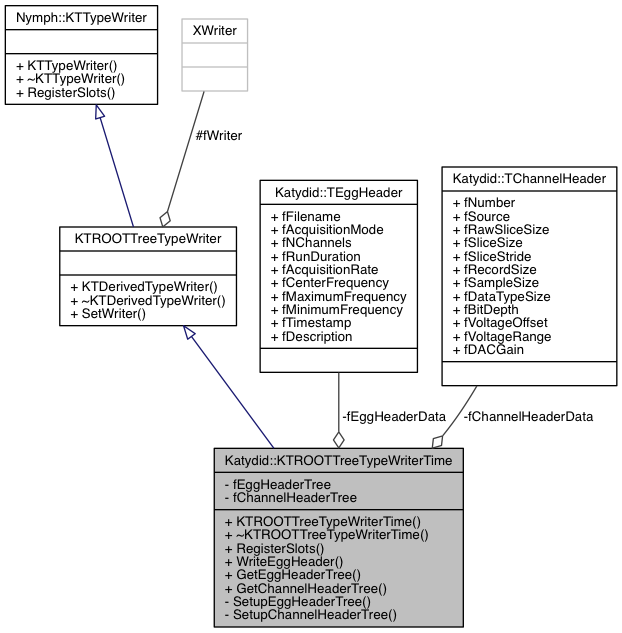 Nymph::KTTypeWriter
+ KTTypeWriter()
+ ~KTTypeWriter()
+ RegisterSlots()
XWriter
#fWriter
KTROOTTreeTypeWriter
+ KTDerivedTypeWriter()
+ ~KTDerivedTypeWriter()
+ SetWriter()
Katydid::TEggHeader
+ fFilename
+ fAcquisitionMode
+ fNChannels
+ fRunDuration
+ fAcquisitionRate
+ fCenterFrequency
+ fMaximumFrequency
+ fMinimumFrequency
+ fTimestamp
+ fDescription
Katydid::TChannelHeader
+ fNumber
+ fSource
+ fRawSliceSize
+ fSliceSize
+ fSliceStride
+ fRecordSize
+ fSampleSize
+ fDataTypeSize
+ fBitDepth
+ fVoltageOffset
+ fVoltageRange
+ fDACGain
-fEggHeaderData
-fChannelHeaderData
Katydid::KTROOTTreeTypeWriterTime
- fEggHeaderTree
- fChannelHeaderTree
+ KTROOTTreeTypeWriterTime()
+ ~KTROOTTreeTypeWriterTime()
+ RegisterSlots()
+ WriteEggHeader()
+ GetEggHeaderTree()
+ GetChannelHeaderTree()
- SetupEggHeaderTree()
- SetupChannelHeaderTree()